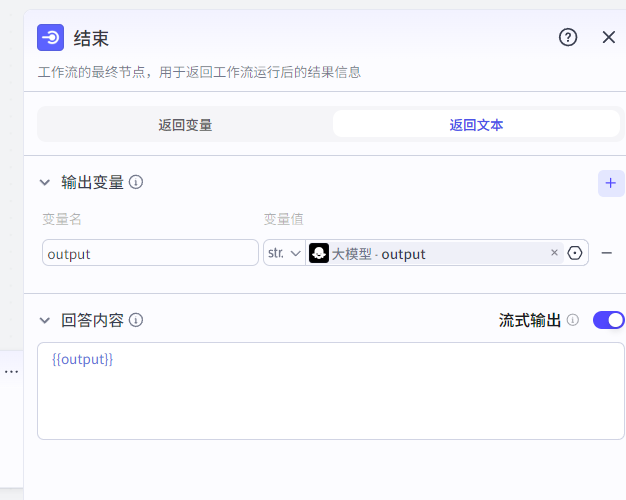 结束
工作流的最终节点，用于返回工作流运行后的结果信息
返回变量 返回文本
输出变量
变量名 变量值
output str. 大模型 · output
回答内容 流式输出
{{output}}